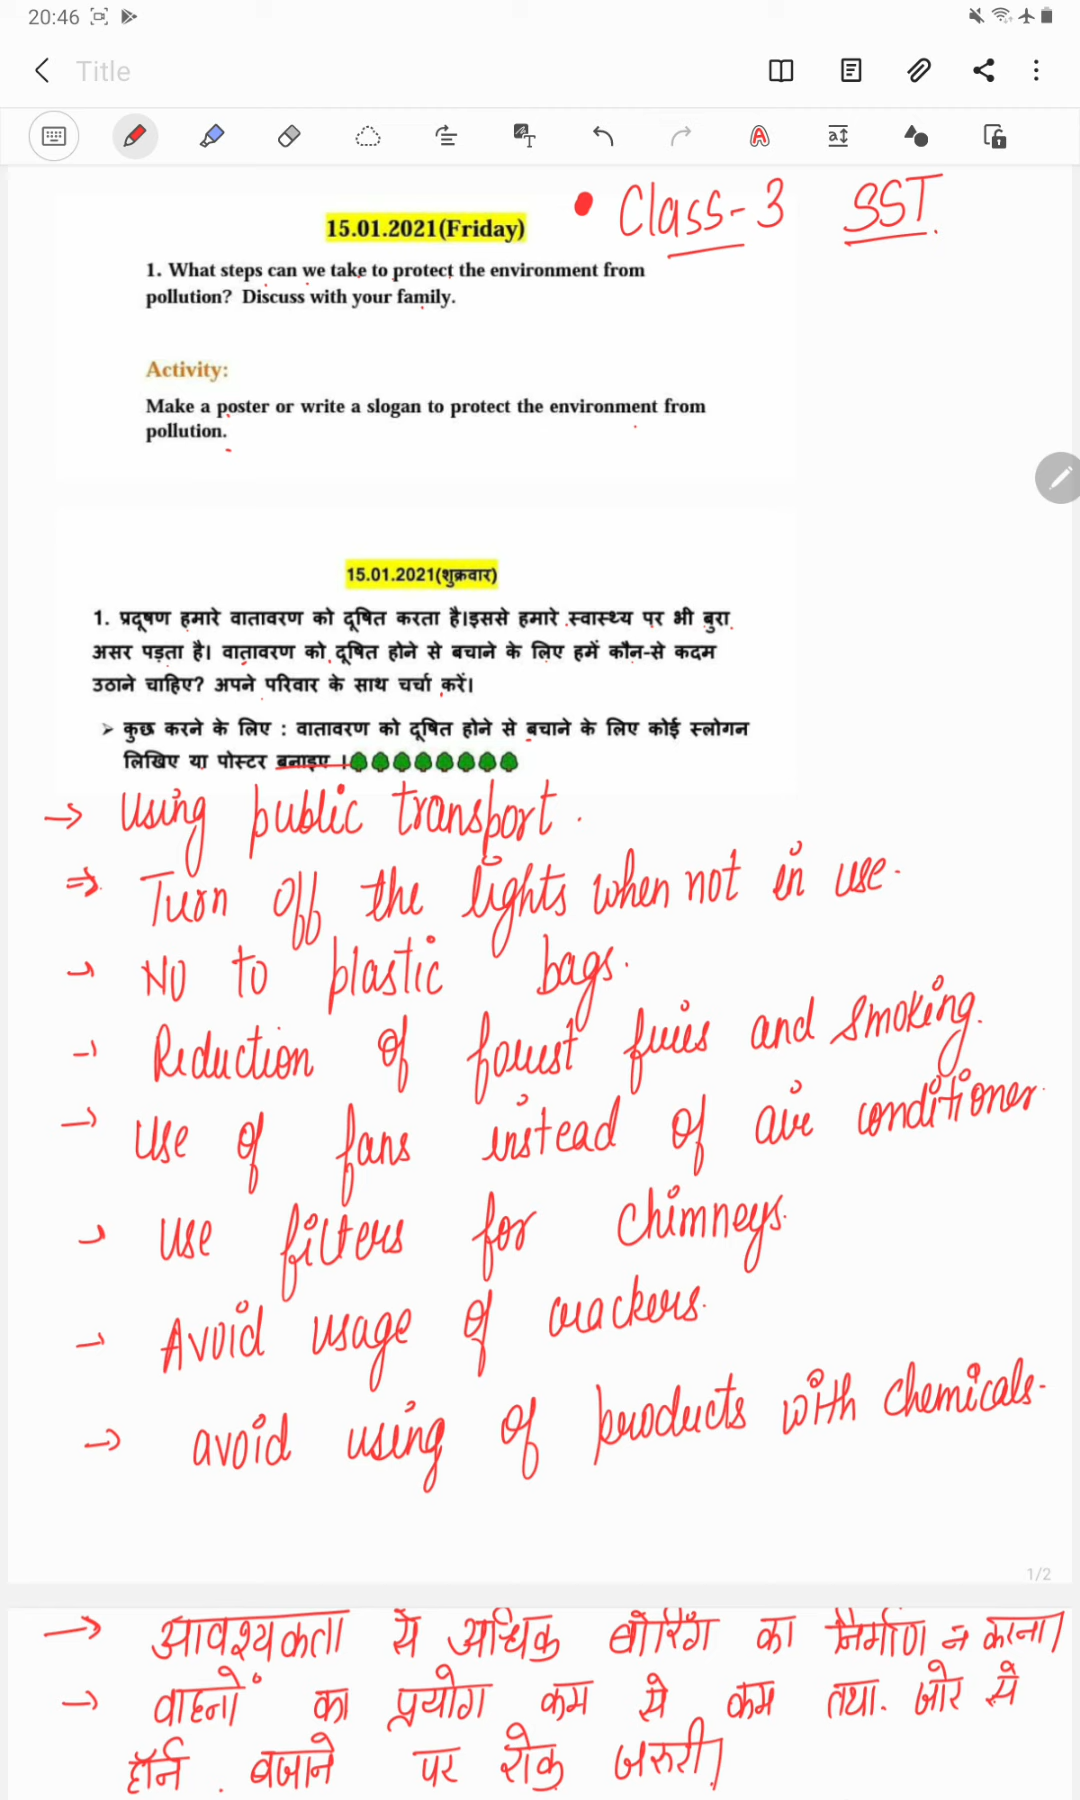 20:46
Title
• Class-3 SST.
15.01.2021(Friday)
1. What steps can we take to protect the environment from
pollution? Discuss with your family.
Activity:
Make a poster or write a slogan to protect the environment from
pollution.
15.01.2021(शुक्रवार)
1. प्रदूषण हमारे वातावरण को दूषित करता है।इससे हमारे स्वास्थ्य पर भी बुरा
असर पड़ता है। वातावरण को दूषित होने से बचाने के लिए हमें कौन-से कदम
उठाने चाहिए? अपने परिवार के साथ चर्चा करें।
➢ कुछ करने के लिए : वातावरण को दूषित होने से बचाने के लिए कोई स्लोगन
लिखिए या पोस्टर बनाइए ।
→ using public transport.
⇒ Turn off the lights when not in use.
→ NO to plastic bags.
→ Reduction of forest fires and smoking.
→ use of fans instead of air conditioner.
→ use filters for chimneys.
→ Avoid usage of crackers.
→ avoid using of products with chemicals.
1/2
→ आवश्यकता से अधिक बोरिंग का निर्माण न करना।
→ वाहनों का प्रयोग कम से कम तथा. जोर से
हॉर्न . बजाने पर रोक जरुरी।